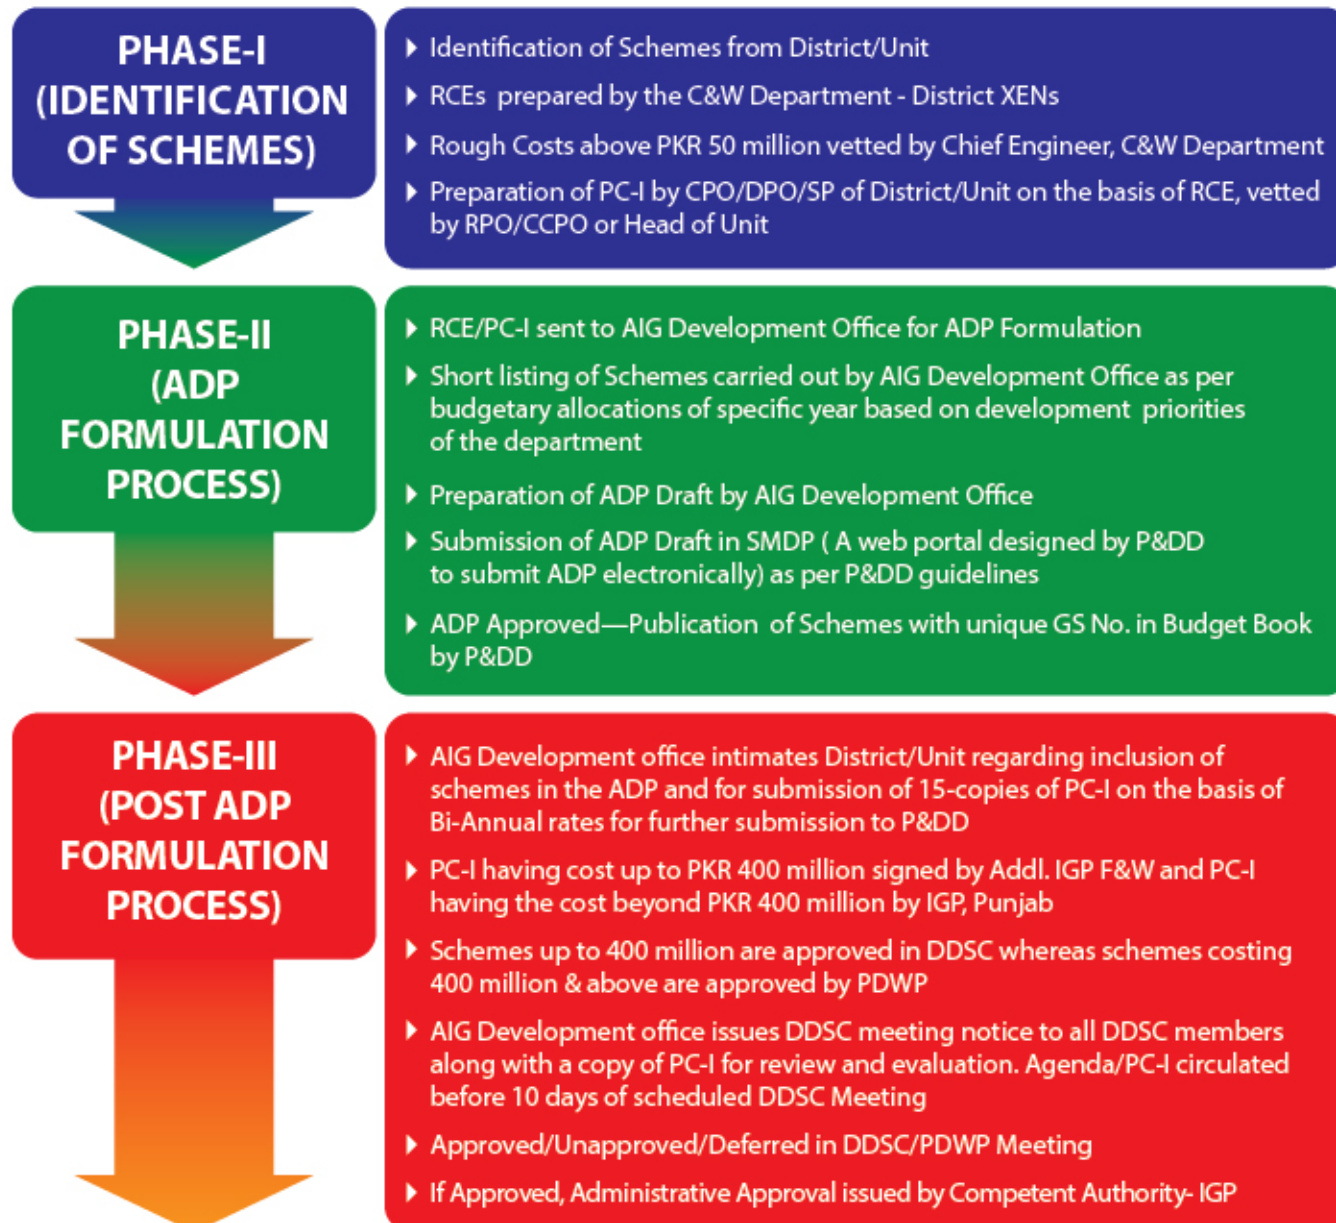 PHASE-I
(IDENTIFICATION
OF SCHEMES)
Identification of Schemes from District/Unit
RCEs prepared by the C&W Department - District XENs
Rough Costs above PKR 50 million vetted by Chief Engineer, C&W Department
Preparation of PC-I by CPO/DPO/SP of District/Unit on the basis of RCE, vetted
by RPO/CCPO or Head of Unit
PHASE-II
(ADP
FORMULATION
PROCESS)
RCE/PC-I sent to AIG Development Office for ADP Formulation
Short listing of Schemes carried out by AIG Development Office as per
budgetary allocations of specific year based on development priorities
of the department
Preparation of ADP Draft by AIG Development Office
Submission of ADP Draft in SMDP ( A web portal designed by P&DD
to submit ADP electronically) as per P&DD guidelines
ADP Approved—Publication of Schemes with unique GS No. in Budget Book
by P&DD
PHASE-III
(POST ADP
FORMULATION
PROCESS)
AIG Development office intimates District/Unit regarding inclusion of
schemes in the ADP and for submission of 15-copies of PC-I on the basis of
Bi-Annual rates for further submission to P&DD
PC-I having cost up to PKR 400 million signed by Addl. IGP F&W and PC-I
having the cost beyond PKR 400 million by IGP, Punjab
Schemes up to 400 million are approved in DDSC whereas schemes costing
400 million & above are approved by PDWP
AIG Development office issues DDSC meeting notice to all DDSC members
along with a copy of PC-I for review and evaluation. Agenda/PC-I circulated
before 10 days of scheduled DDSC Meeting
Approved/Unapproved/Deferred in DDSC/PDWP Meeting
If Approved, Administrative Approval issued by Competent Authority- IGP